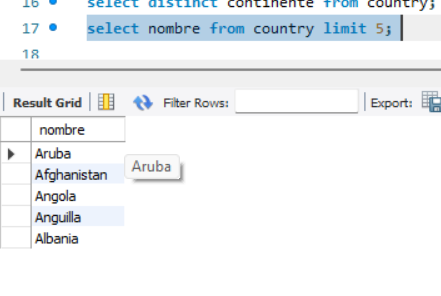 16 select distinct continente from country;
17 select nombre from country limit 5;
18
Result Grid Filter Rows: Export:
nombre
Aruba
Afghanistan
Aruba
Angola
Anguilla
Albania